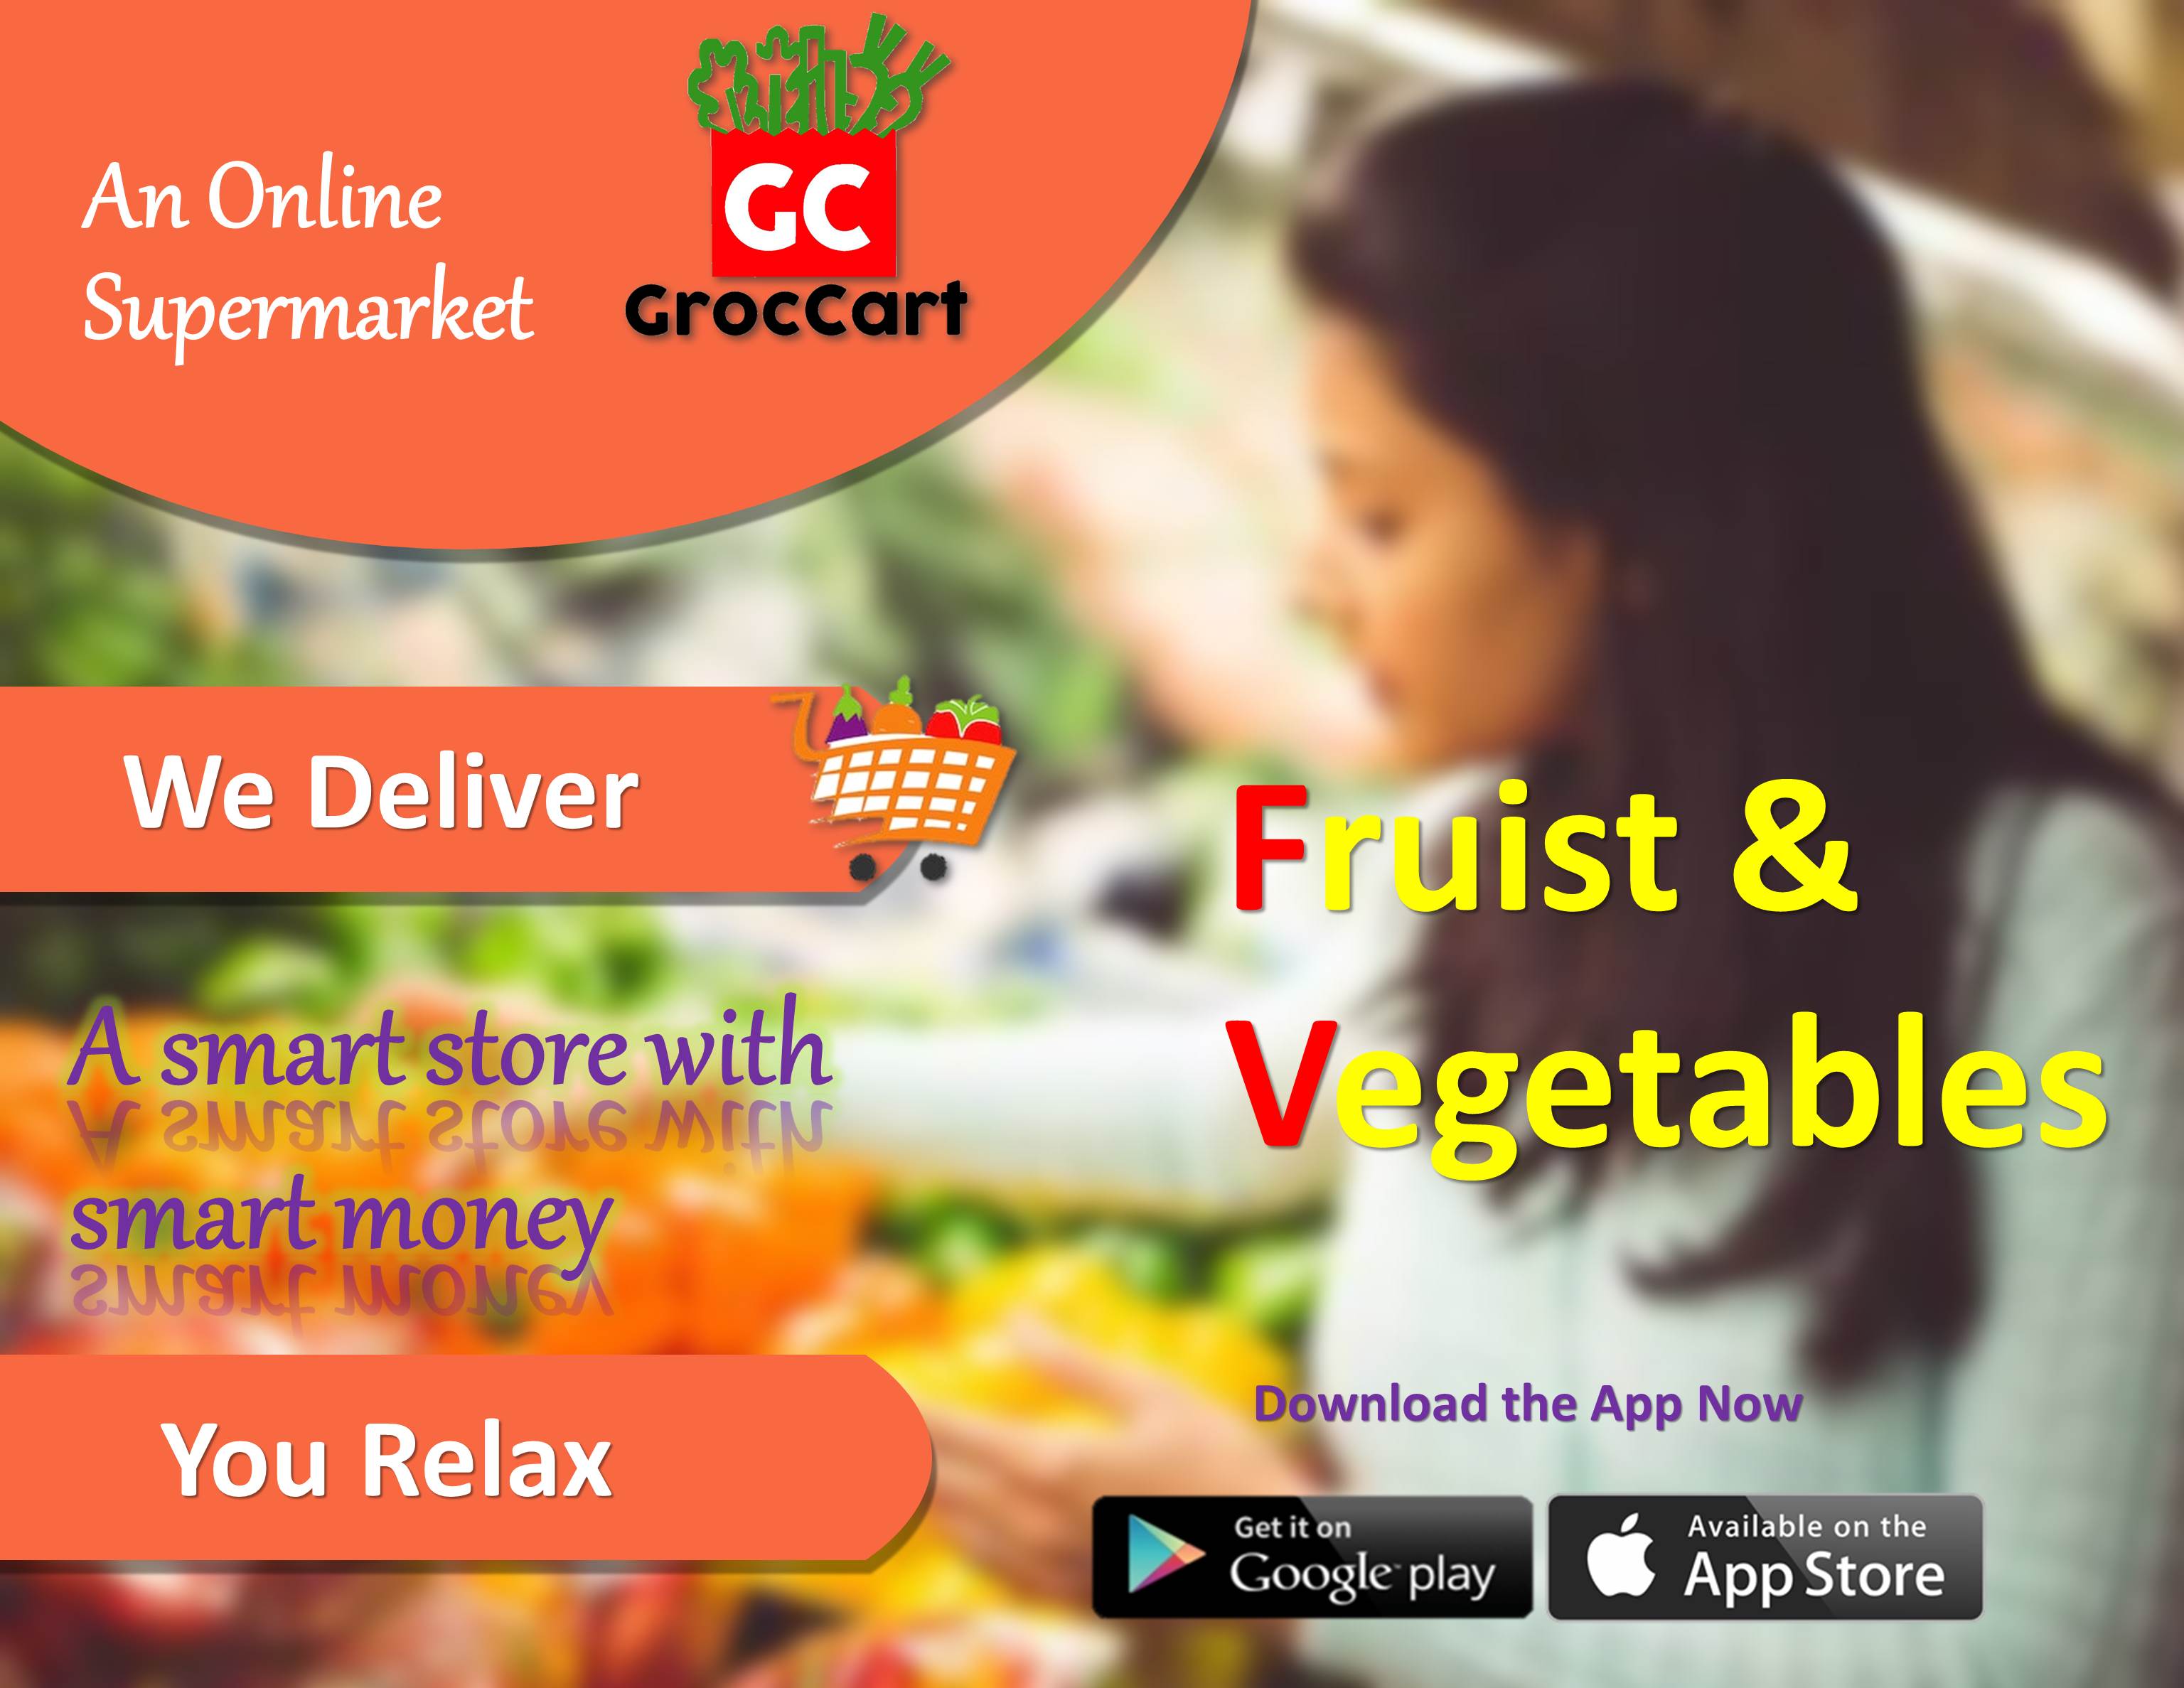 An Online
Supermarket
GC
GrocCart
We Deliver
Fruist &
Vegetables
A smart store with
smart money
You Relax
Download the App Now
Get it on
Google play
Available on the
App Store